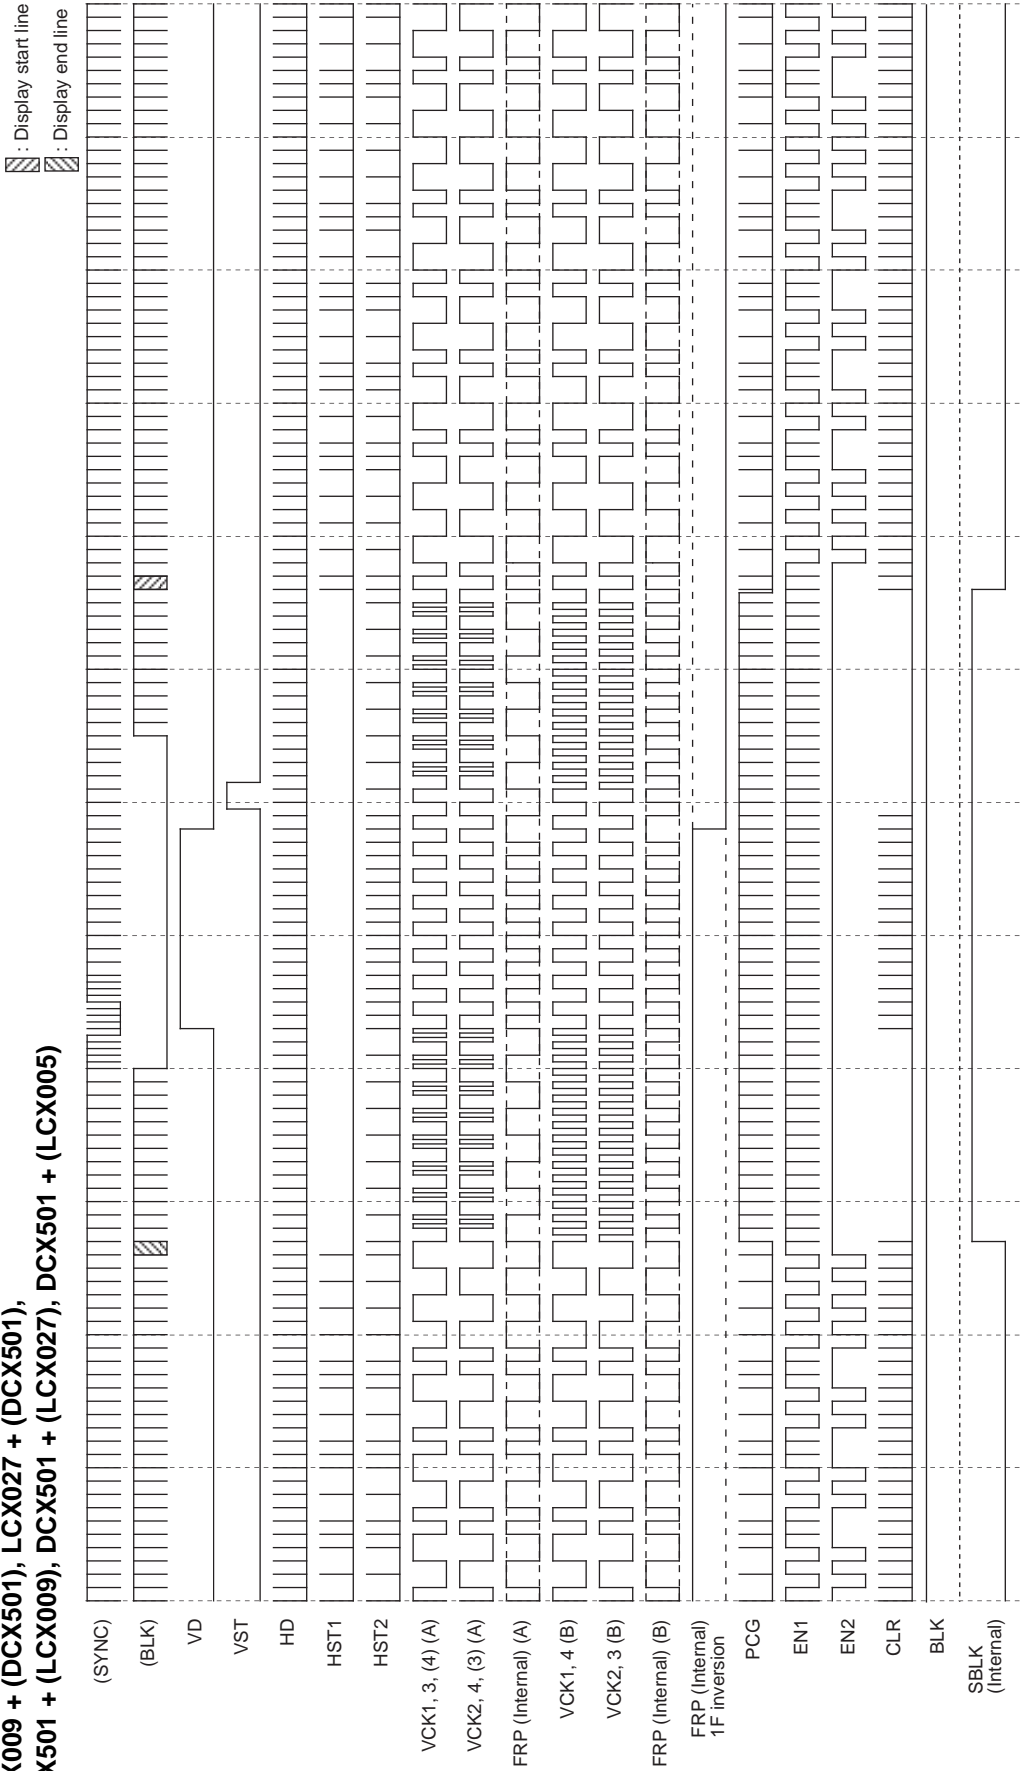 X009 + (DCX501), LCX027 + (DCX501),
X501 + (LCX009), DCX501 + (LCX027), DCX501 + (LCX005)
: Display start line
: Display end line
(SYNC)
(BLK)
VD
VST
HD
HST1
HST2
VCK1, 3, (4) (A)
VCK2, 4, (3) (A)
FRP (Internal) (A)
VCK1, 4 (B)
VCK2, 3 (B)
FRP (Internal) (B)
FRP (Internal)
1F inversion
PCG
EN1
EN2
CLR
BLK
SBLK
(Internal)